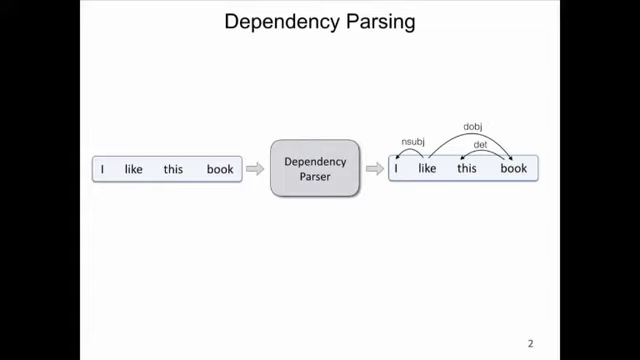 Dependency Parsing
I like this book
Dependency
Parser
nsubj
dobj
det
I like this book
2